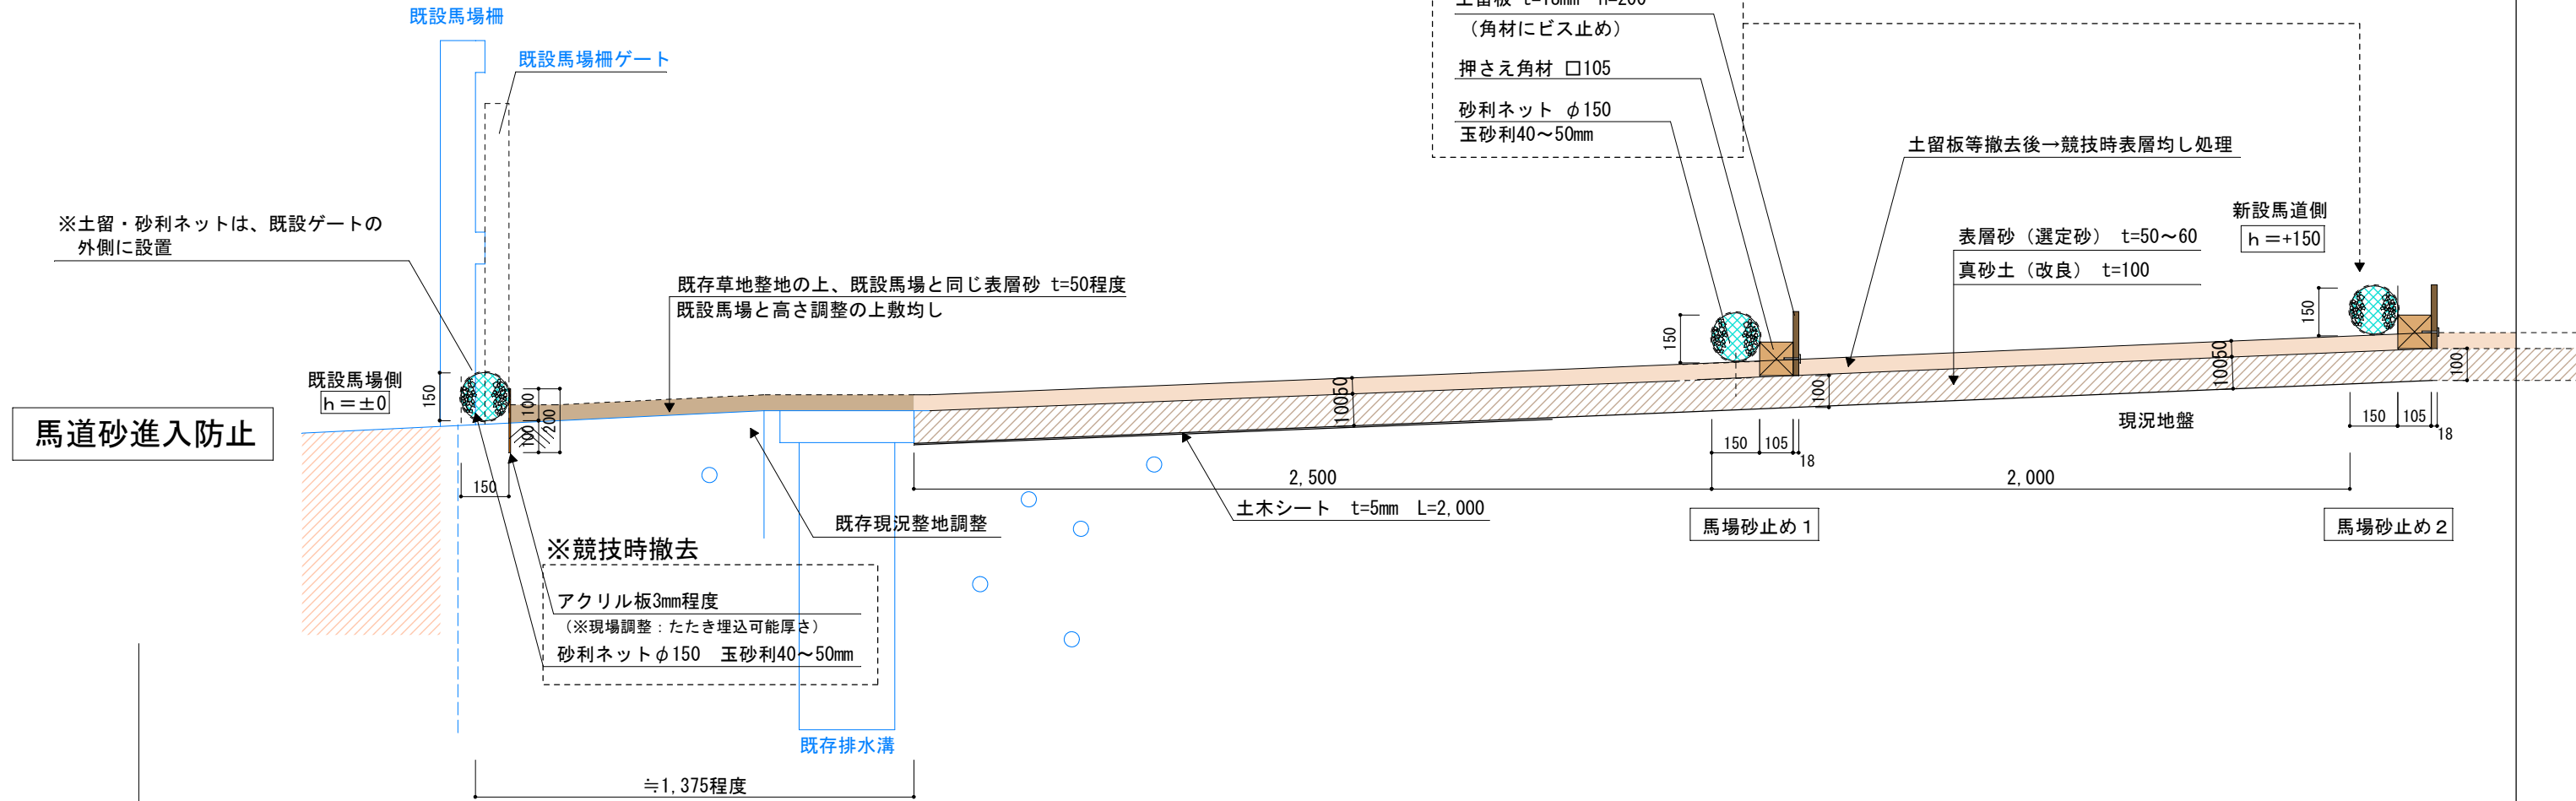 既設馬場柵
既設馬場柵ゲート
※土留・砂利ネットは、既設ゲートの
外側に設置
既設馬場側
h=±0
馬道砂進入防止
150
100
100
200
150
既存草地整地の上、既設馬場と同じ表層砂 t=50程度
既設馬場と高さ調整の上敷均し
※競技時撤去
アクリル板3mm程度
(※現場調整：たたき埋込可能厚さ)
砂利ネットφ150 玉砂利40〜50mm
既存現況整地調整
既存排水溝
≒1,375程度
土留板 t=18mm H=200
(角材にビス止め)
押さえ角材 □105
砂利ネット φ150
玉砂利40〜50mm
土留板等撤去後→競技時表層均し処理
新設馬道側
h=+150
表層砂（選定砂） t=50〜60
真砂土（改良） t=100
現況地盤
50
100
150
100
150
105
18
50
100
150
100
150
105
18
2,500
2,000
土木シート t=5mm L=2,000
馬場砂止め1
馬場砂止め2